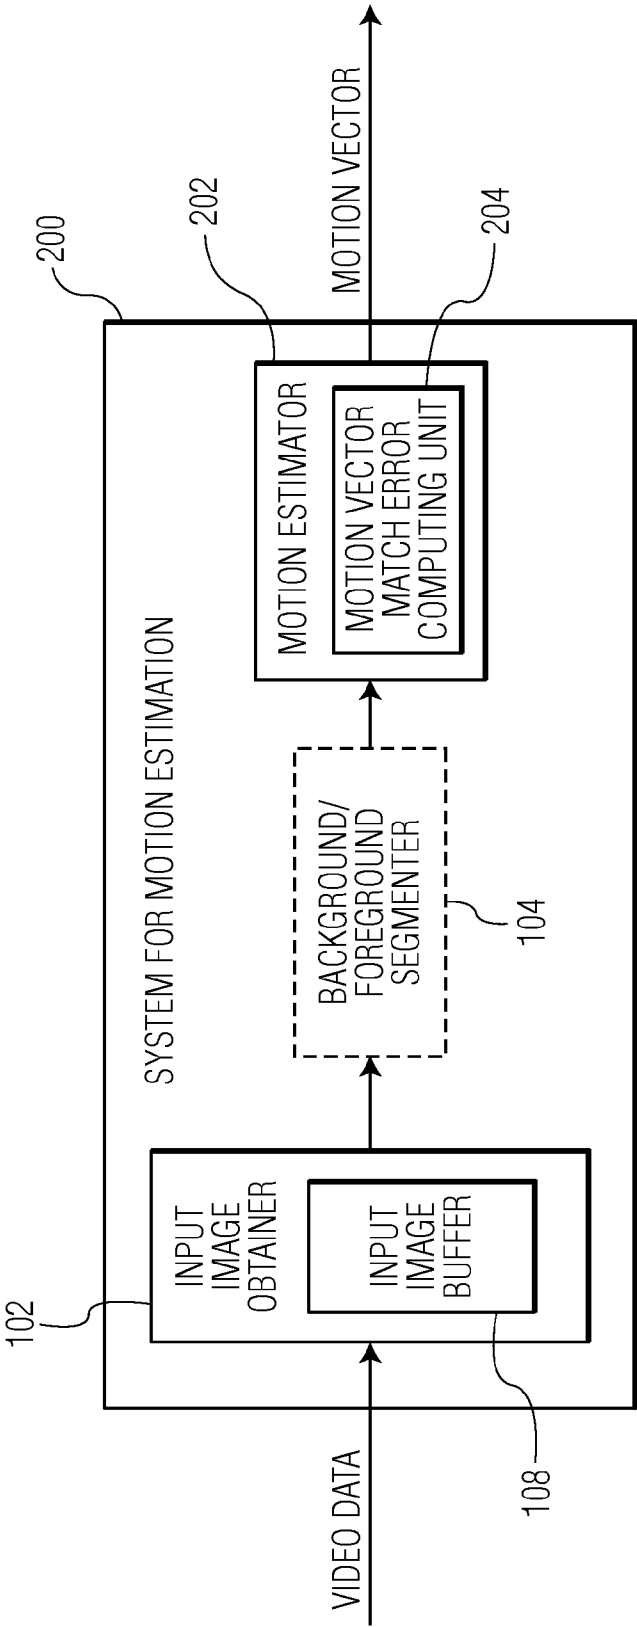 200
SYSTEM FOR MOTION ESTIMATION
102
INPUT
IMAGE
OBTAINER
INPUT
IMAGE
BUFFER
108
VIDEO DATA
BACKGROUND/
FOREGROUND
SEGMENTER
104
202
MOTION ESTIMATOR
MOTION VECTOR
MATCH ERROR
COMPUTING UNIT
204
MOTION VECTOR